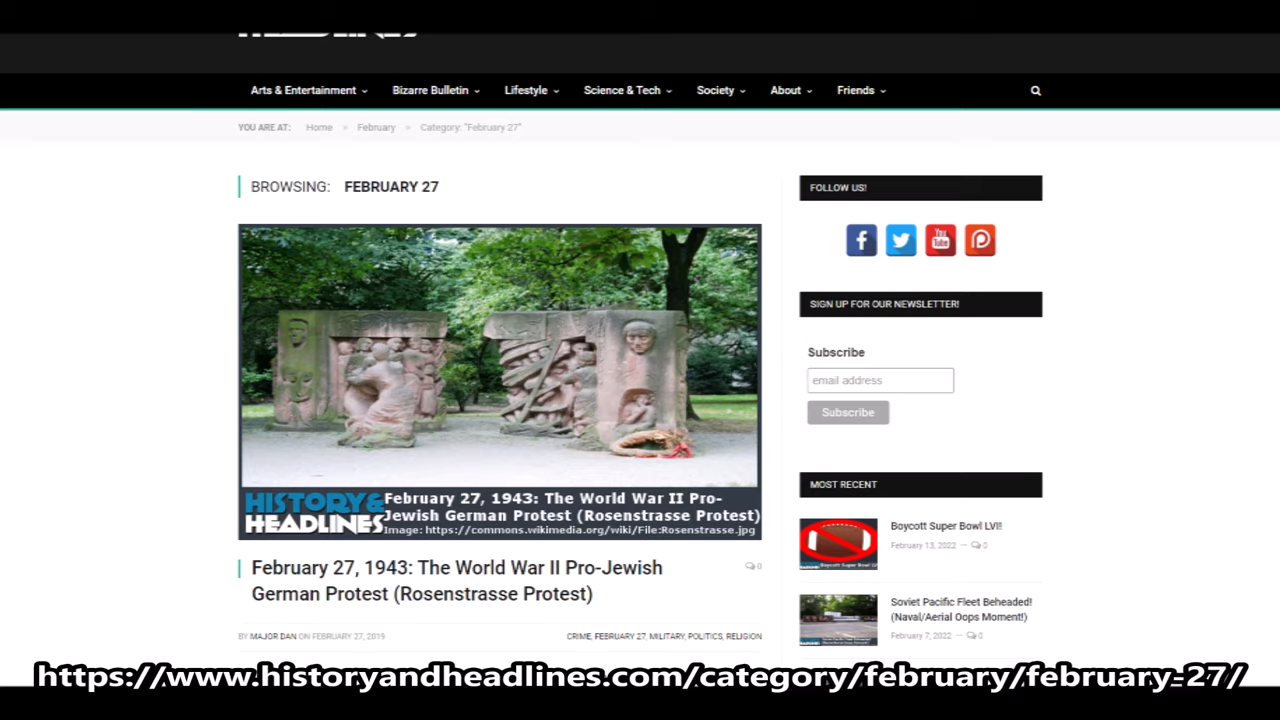 Arts & Entertainment Bizarre Bulletin Lifestyle Science & Tech Society About Friends
YOU ARE AT: Home » February » Category: "February 27"
BROWSING: FEBRUARY 27
HISTORY&
HEADLINES
February 27, 1943: The World War II Pro-
Jewish German Protest (Rosenstrasse Protest)
Image: https://commons.wikimedia.org/wiki/File:Rosenstrasse.jpg
February 27, 1943: The World War II Pro-Jewish
German Protest (Rosenstrasse Protest)
0
BY MAJOR DAN ON FEBRUARY 27, 2019
CRIME, FEBRUARY 27, MILITARY, POLITICS, RELIGION
FOLLOW US!
You
Tube
SIGN UP FOR OUR NEWSLETTER!
Subscribe
email address
Subscribe
MOST RECENT
Boycott Super Bowl LVI!
February 13, 2022 — 0
Soviet Pacific Fleet Beheaded!
(Naval/Aerial Oops Moment!)
February 7, 2022 — 0
https://www.historyandheadlines.com/category/february/february-27/